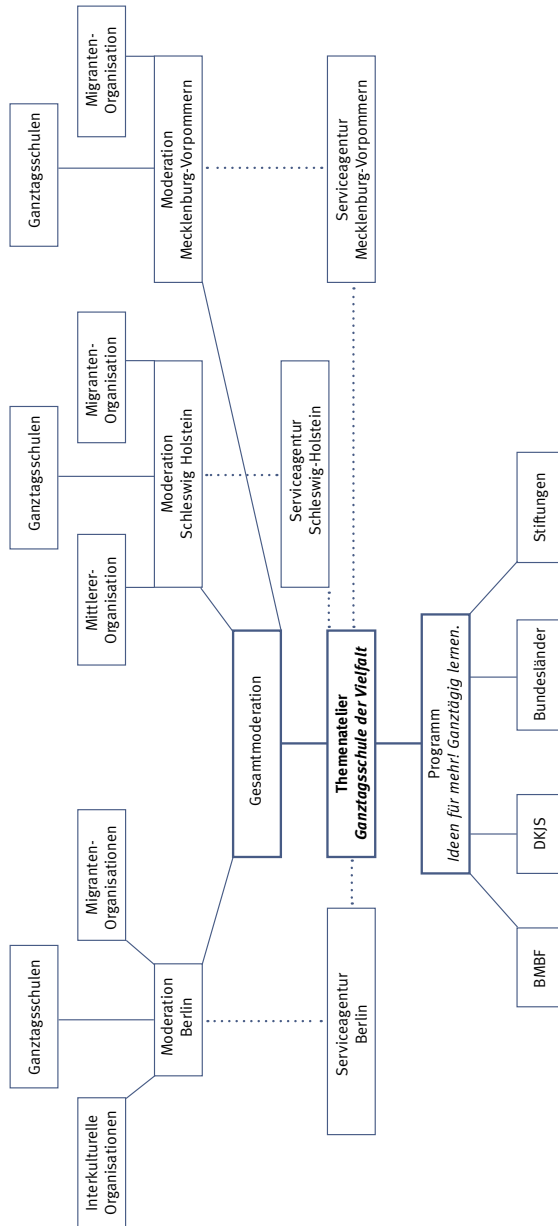 Ganztagsschulen
Ganztagsschulen
Ganztagsschulen
Interkulturelle
Organisationen
Migranten-
Organisationen
Mittlerer-
Organisation
Migranten-
Organisation
Migranten-
Organisation
Moderation
Berlin
Moderation
Schleswig Holstein
Moderation
Mecklenburg-Vorpommern
Gesamtmoderation
Serviceagentur
Schleswig-Holstein
Serviceagentur
Berlin
Themenatelier
Ganztagsschule der Vielfalt
Serviceagentur
Mecklenburg-Vorpommern
Programm
Ideen für mehr! Ganztägig lernen.
BMBF
DKJS
Bundesländer
Stiftungen